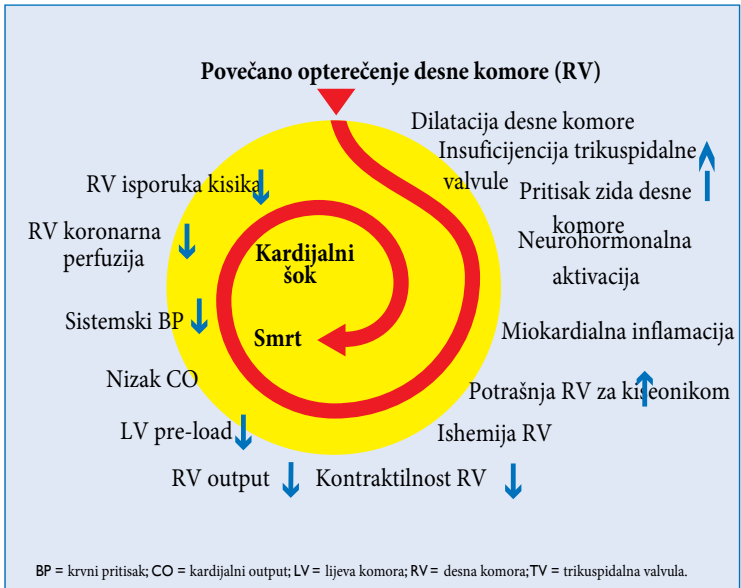 Povečano opterečenje desne komore (RV)
Dilatacija desne komore
Insuficijencija trikuspidalne
valvule
Pritisak zida desne
komore
Neurohormonalna
aktivacija
Miokardialna inflamacija
Potrašnja RV za kiseonikom
Ishemija RV
Kontraktilnost RV
RV output
LV pre-load
Nizak CO
Sistemski BP
RV koronarna
perfuzija
RV isporuka kisika
Kardijalni
šok
Smrt
BP = krvni pritisak; CO = kardijalni output; LV = lijeva komora; RV = desna komora; TV = trikuspidalna valvula.